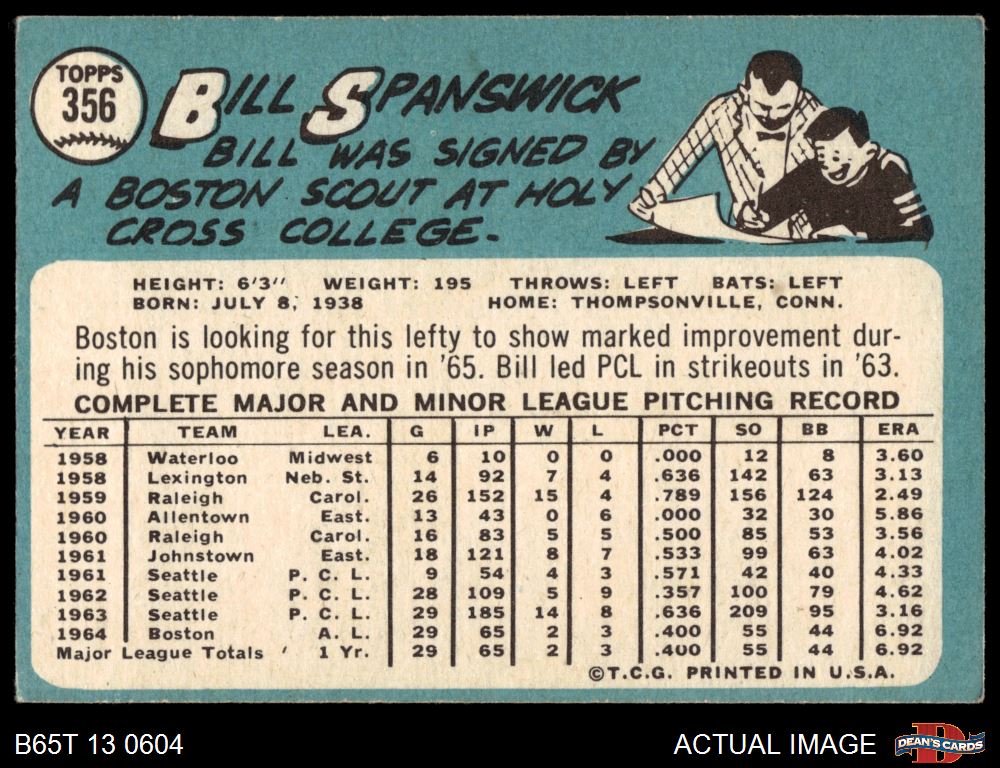 TOPPS
356
BILL SPANSWICK
BILL WAS SIGNED BY
A BOSTON SCOUT AT HOLY
CROSS COLLEGE.
HEIGHT: 6'3" WEIGHT: 195 THROWS: LEFT BATS: LEFT
BORN: JULY 8, 1938 HOME: THOMPSONVILLE, CONN.
Boston is looking for this lefty to show marked improvement dur-
ing his sophomore season in '65. Bill led PCL in strikeouts in '63.
COMPLETE MAJOR AND MINOR LEAGUE PITCHING RECORD
YEAR TEAM LEA. G IP W L PCT SO BB ERA
1958 Waterloo Midwest 6 10 0 0 .000 12 8 3.60
1958 Lexington Neb. St. 14 92 7 4 .636 142 63 3.13
1959 Raleigh Carol. 26 152 15 4 .789 156 124 2.49
1960 Allentown East. 13 43 0 6 .000 32 30 5.86
1960 Raleigh Carol. 16 83 5 5 .500 85 53 3.56
1961 Johnstown East. 18 121 8 7 .533 99 63 4.02
1961 Seattle P. C. L. 9 54 4 3 .571 42 40 4.33
1962 Seattle P. C. L. 28 109 5 9 .357 100 79 4.62
1963 Seattle P. C. L. 29 185 14 8 .636 209 95 3.16
1964 Boston A. L. 29 65 2 3 .400 55 44 6.92
Major League Totals 1 Yr. 29 65 2 3 .400 55 44 6.92
©T.C.G. PRINTED IN U.S.A.
B65T 13 0604 ACTUAL IMAGE DEAN'S CARDS